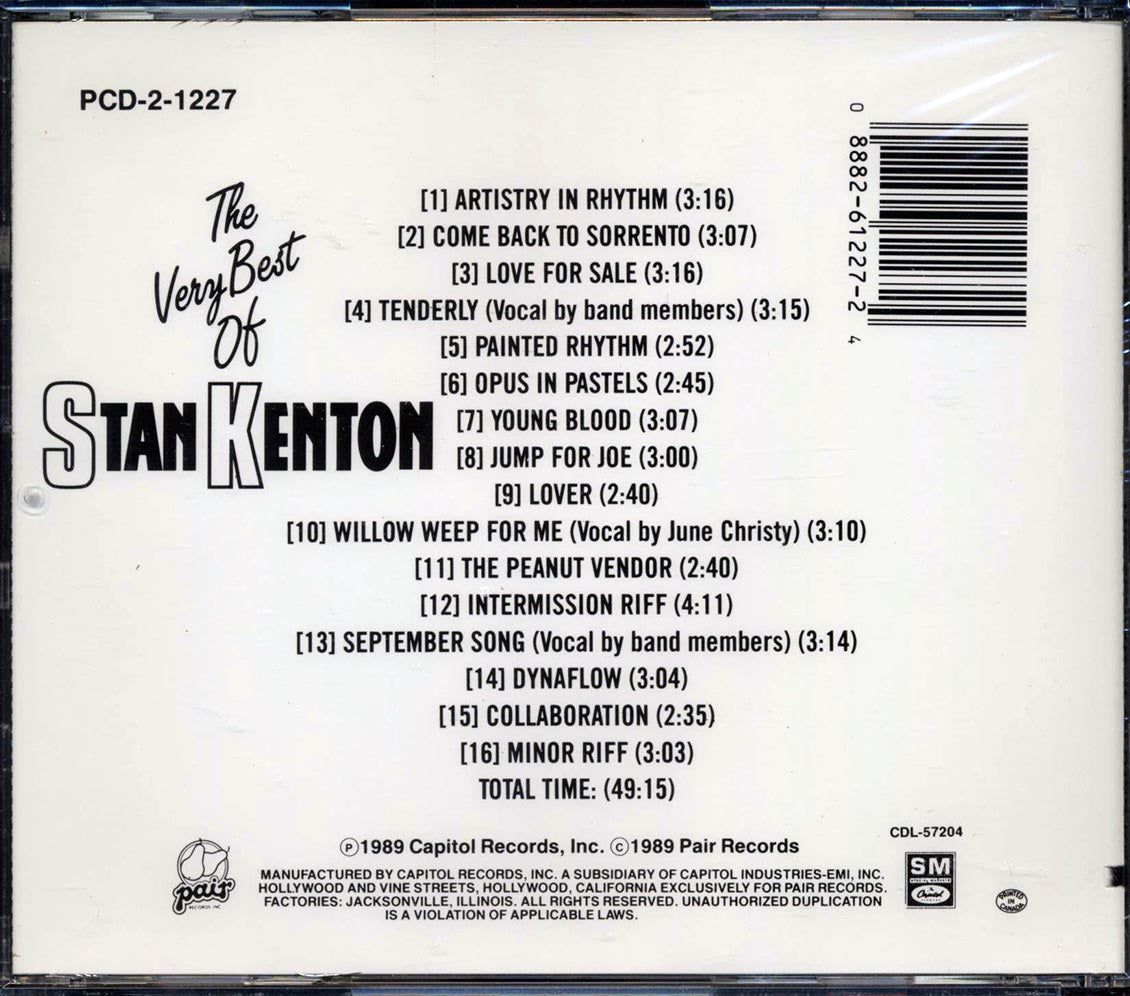 PCD-2-1227
0 8882-61227-2 4
The
Very Best
Of
STAN KENTON
[1] ARTISTRY IN RHYTHM (3:16)
[2] COME BACK TO SORRENTO (3:07)
[3] LOVE FOR SALE (3:16)
[4] TENDERLY (Vocal by band members) (3:15)
[5] PAINTED RHYTHM (2:52)
[6] OPUS IN PASTELS (2:45)
[7] YOUNG BLOOD (3:07)
[8] JUMP FOR JOE (3:00)
[9] LOVER (2:40)
[10] WILLOW WEEP FOR ME (Vocal by June Christy) (3:10)
[11] THE PEANUT VENDOR (2:40)
[12] INTERMISSION RIFF (4:11)
[13] SEPTEMBER SONG (Vocal by band members) (3:14)
[14] DYNAFLOW (3:04)
[15] COLLABORATION (2:35)
[16] MINOR RIFF (3:03)
TOTAL TIME: (49:15)
℗1989 Capitol Records, Inc. ©1989 Pair Records
MANUFACTURED BY CAPITOL RECORDS, INC. A SUBSIDIARY OF CAPITOL INDUSTRIES-EMI, INC.
HOLLYWOOD AND VINE STREETS, HOLLYWOOD, CALIFORNIA EXCLUSIVELY FOR PAIR RECORDS.
FACTORIES: JACKSONVILLE, ILLINOIS. ALL RIGHTS RESERVED. UNAUTHORIZED DUPLICATION
IS A VIOLATION OF APPLICABLE LAWS.
pair
RECORDS INC
CDL-57204
SM
Capitol
PRINTED
IN
CANADA